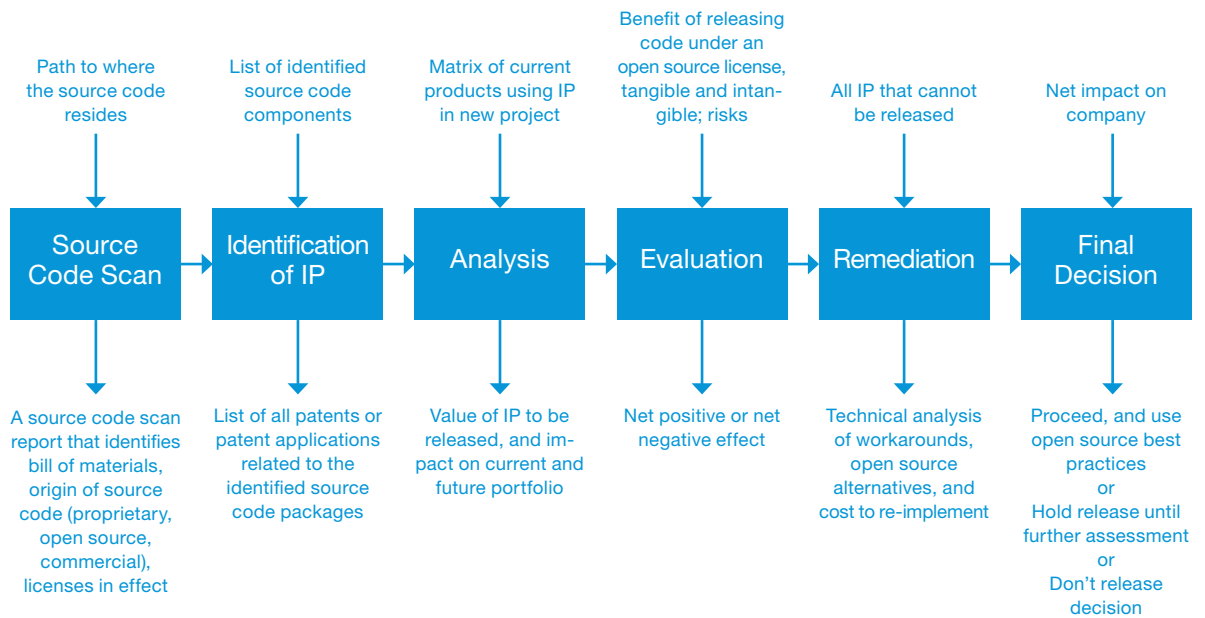 Path to where
the source code
resides
List of identified
source code
components
Matrix of current
products using IP
in new project
Benefit of releasing
code under an
open source license,
tangible and intan-
gible; risks
All IP that cannot
be released
Net impact on
company
Source
Code Scan
Identification
of IP
Analysis
Evaluation
Remediation
Final
Decision
A source code scan
report that identifies
bill of materials,
origin of source
code (proprietary,
open source,
commercial),
licenses in effect
List of all patents or
patent applications
related to the
identified source
code packages
Value of IP to be
released, and im-
pact on current and
future portfolio
Net positive or net
negative effect
Technical analysis
of workarounds,
open source
alternatives, and
cost to re-implement
Proceed, and use
open source best
practices
or
Hold release until
further assessment
or
Don’t release
decision